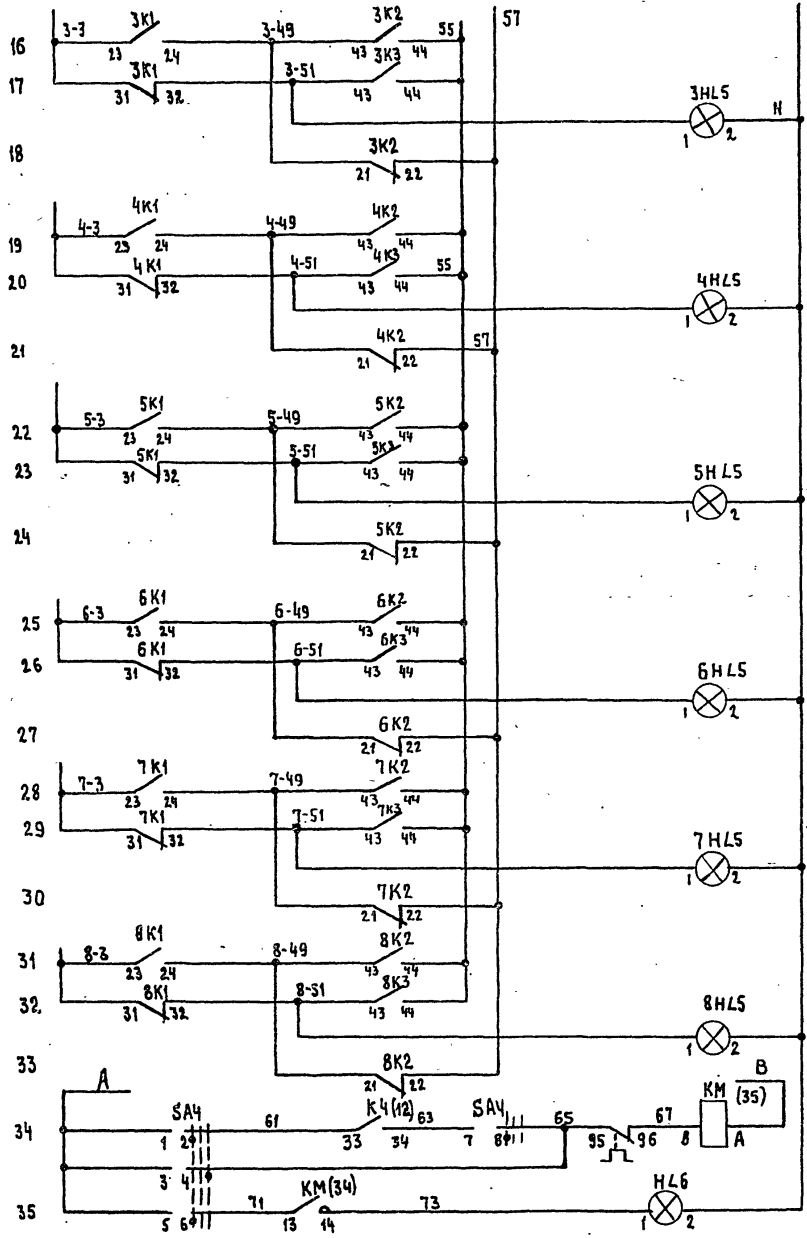 3K1 3K2 57
16 3-3 3-49 55
23 24 43 44
17 3K1 3-51 3K3
31 32 43 44
3HL5 N
1 2
18 3K2
21 22
4K1 4K2
19 4-3 4-49
23 24 43 44
20 4K1 4-51 4K3 55
31 32 43 44
4HL5
1 2
21 4K2 57
21 22
5K1 5K2
22 5-3 5-49
23 24 43 44
23 5K1 5-51 5K3
31 32 43 44
5HL5
1 2
24 5K2
21 22
6K1 6K2
25 6-3 6-49
23 24 43 44
26 6K1 6-51 6K3
31 32 43 44
6HL5
1 2
27 6K2
21 22
7K1 7K2
28 7-3 7-49
23 24 43 44
29 7K1 7-51 7K3
31 32 43 44
7HL5
1 2
30 7K2
21 22
8K1 8K2
31 8-3 8-49
23 24 43 44
32 8K1 8-51 8K3
31 32 43 44
8HL5
1 2
33 8K2
21 22
A B
SA4 K4(12) SA4 KM (35)
34 61 63 65 67
1 2 33 34 7 8 95 96 B A
3 4
KM(34) HL6
35 71 73
5 6 13 14 1 2